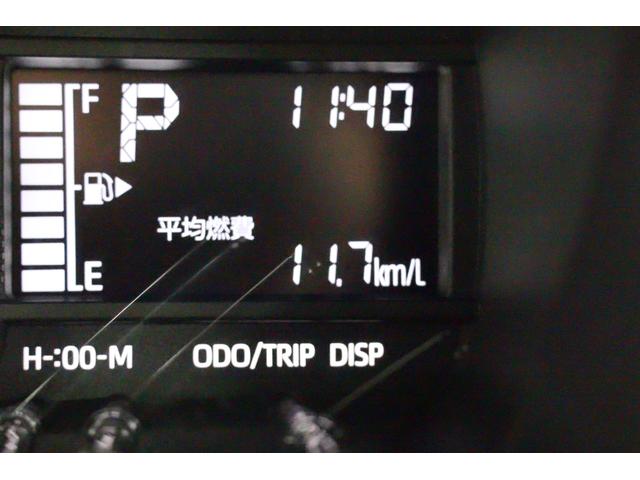 F P 11:40
平均燃費
E 11.7km/L
H-:00-M ODO/TRIP DISP